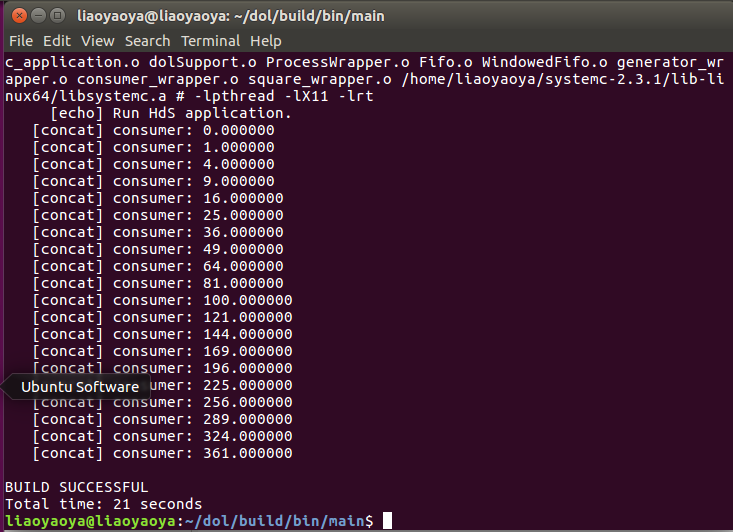 liaoyaoya@liaoyaoya: ~/dol/build/bin/main
File Edit View Search Terminal Help
c_application.o dolSupport.o ProcessWrapper.o Fifo.o WindowedFifo.o generator_wr
apper.o consumer_wrapper.o square_wrapper.o /home/liaoyaoya/systemc-2.3.1/lib-li
nux64/libsystemc.a # -lpthread -lX11 -lrt
[echo] Run HdS application.
[concat] consumer: 0.000000
[concat] consumer: 1.000000
[concat] consumer: 4.000000
[concat] consumer: 9.000000
[concat] consumer: 16.000000
[concat] consumer: 25.000000
[concat] consumer: 36.000000
[concat] consumer: 49.000000
[concat] consumer: 64.000000
[concat] consumer: 81.000000
[concat] consumer: 100.000000
[concat] consumer: 121.000000
[concat] consumer: 144.000000
[concat] consumer: 169.000000
[concat] consumer: 196.000000
Ubuntu Software umer: 225.000000
[concat] consumer: 256.000000
[concat] consumer: 289.000000
[concat] consumer: 324.000000
[concat] consumer: 361.000000
BUILD SUCCESSFUL
Total time: 21 seconds
liaoyaoya@liaoyaoya:~/dol/build/bin/main$